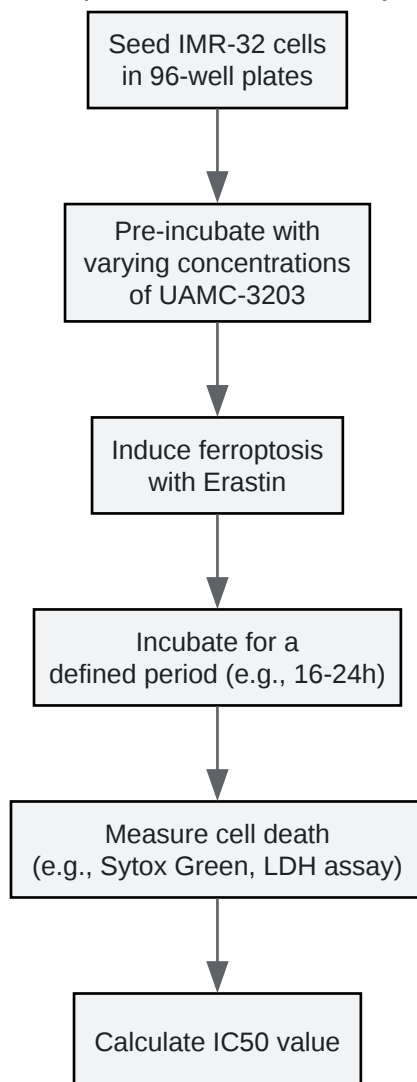 Seed IMR-32 cells
in 96-well plates
Pre-incubate with
varying concentrations
of UAMC-3203
Induce ferroptosis
with Erastin
Incubate for a
defined period (e.g., 16-24h)
Measure cell death
(e.g., Sytox Green, LDH assay)
Calculate IC50 value